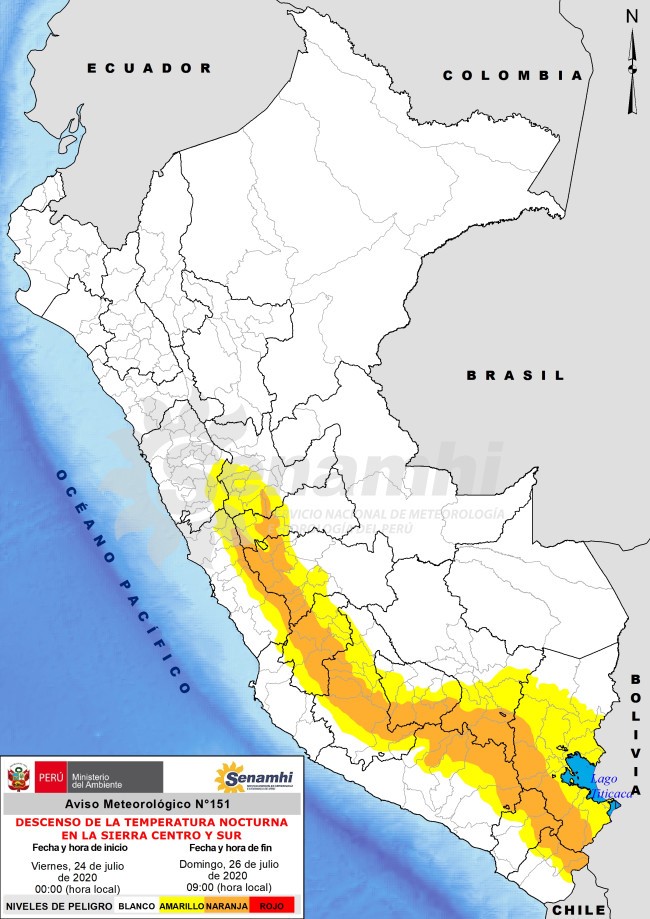 N
ECUADOR
COLOMBIA
BRASIL
Senamhi
SERVICIO NACIONAL DE METEOROLOGÍA
HIDROLOGÍA DEL PERÚ
OCÉANO PACÍFICO
BOLIVIA
Lago
Titicaca
CHILE
PERÚ Ministerio
del Ambiente
Senamhi
Aviso Meteorológico N°151
DESCENSO DE LA TEMPERATURA NOCTURNA
EN LA SIERRA CENTRO Y SUR
Fecha y hora de inicio Fecha y hora de fin
Viernes, 24 de julio Domingo, 26 de julio
de 2020 de 2020
00:00 (hora local) 09:00 (hora local)
NIVELES DE PELIGRO BLANCO AMARILLO NARANJA ROJO